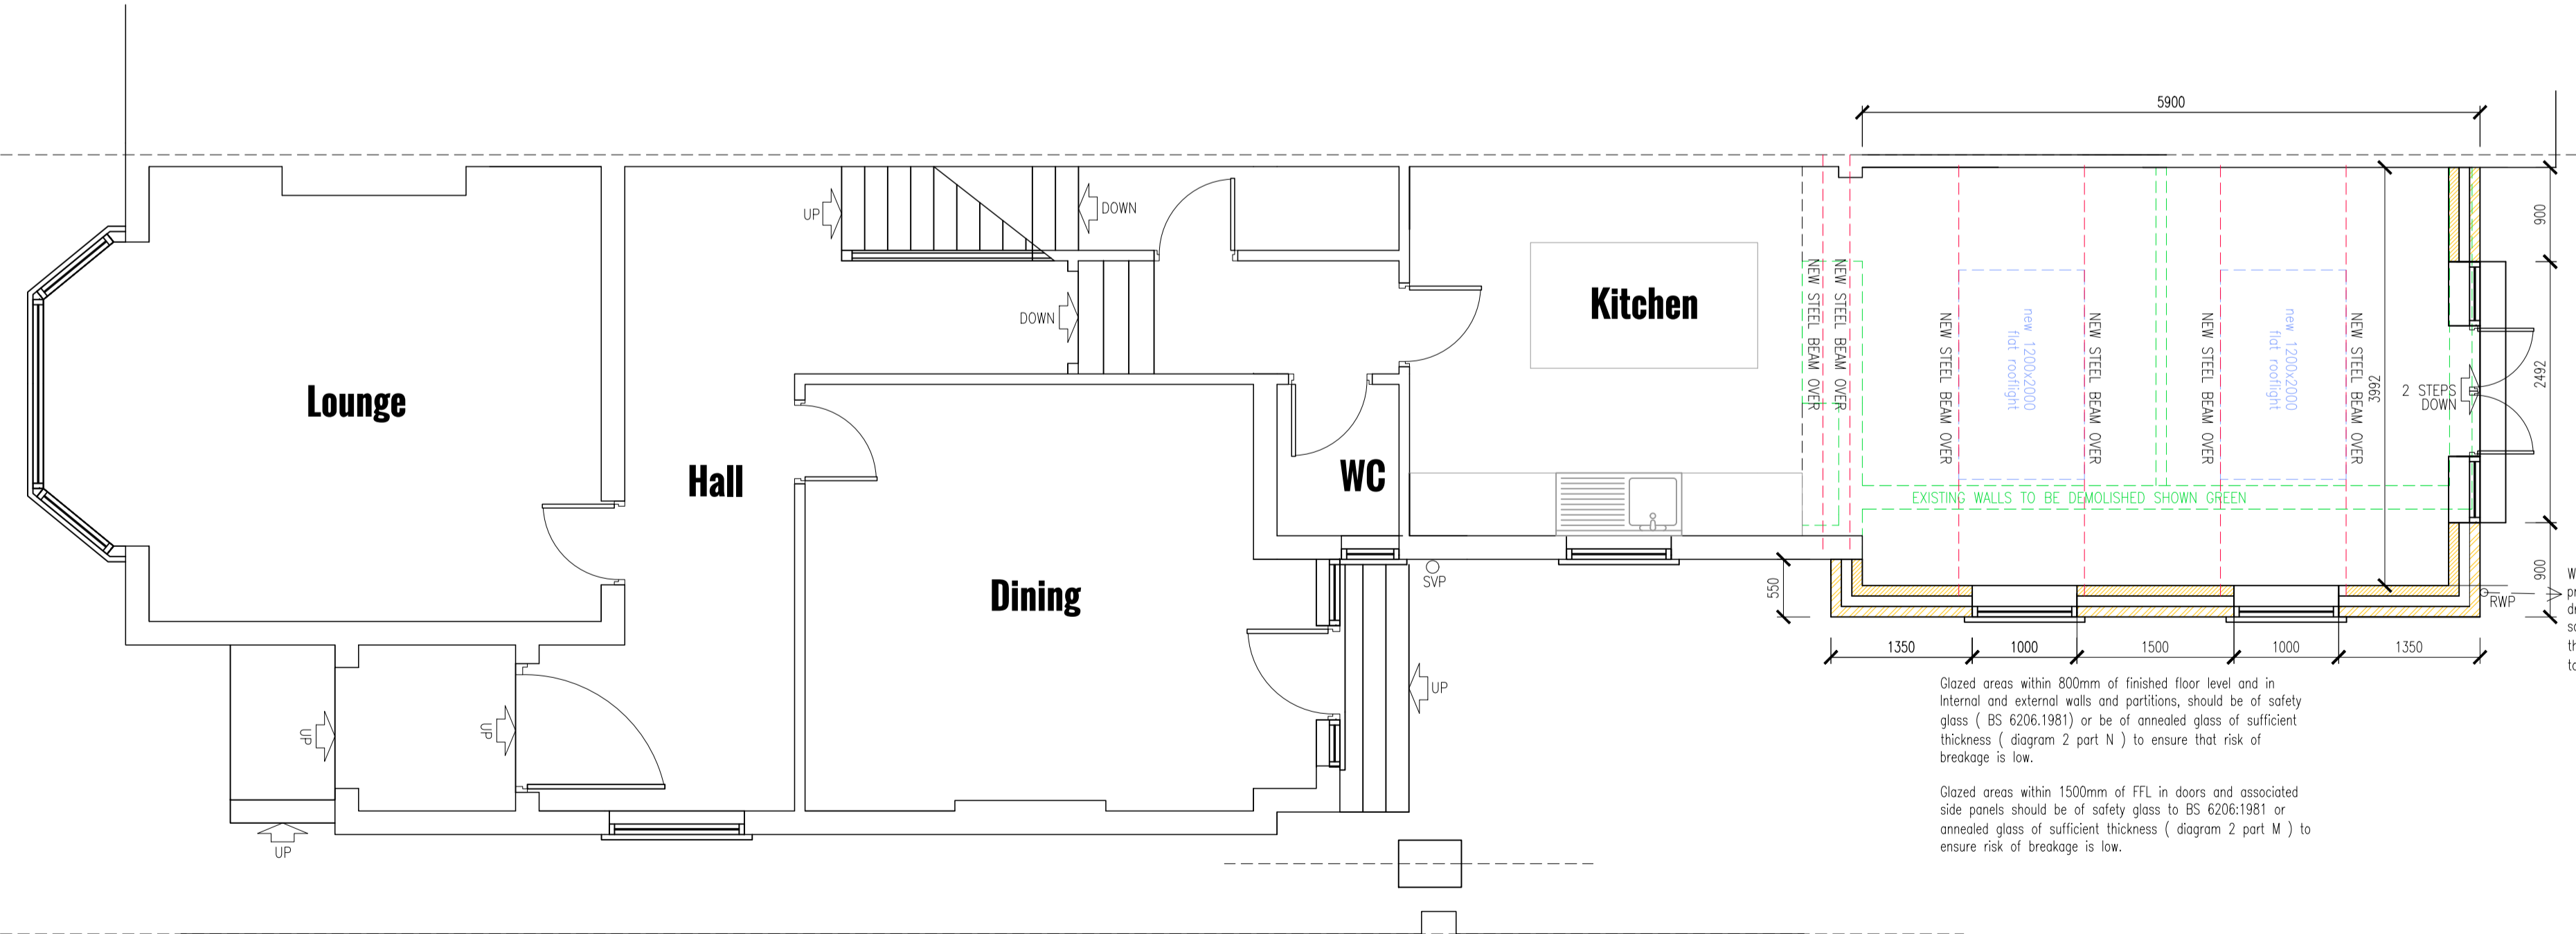 5900
UP
DOWN
DOWN
Lounge
Hall
Dining
WC
Kitchen
NEW STEEL BEAM OVER
NEW STEEL BEAM OVER
NEW STEEL BEAM OVER
new 1200x2000
flat rooflight
NEW STEEL BEAM OVER
NEW STEEL BEAM OVER
new 1200x2000
flat rooflight
NEW STEEL BEAM OVER
3992
2 STEPS
DOWN
900
2492
900
EXISTING WALLS TO BE DEMOLISHED SHOWN GREEN
SVP
550
RWP
1350
1000
1500
1000
1350
UP
UP
UP
UP
Glazed areas within 800mm of finished floor level and in
Internal and external walls and partitions, should be of safety
glass ( BS 6206.1981) or be of annealed glass of sufficient
thickness ( diagram 2 part N ) to ensure that risk of
breakage is low.
Glazed areas within 1500mm of FFL in doors and associated
side panels should be of safety glass to BS 6206:1981 or
annealed glass of sufficient thickness ( diagram 2 part M ) to
ensure risk of breakage is low.